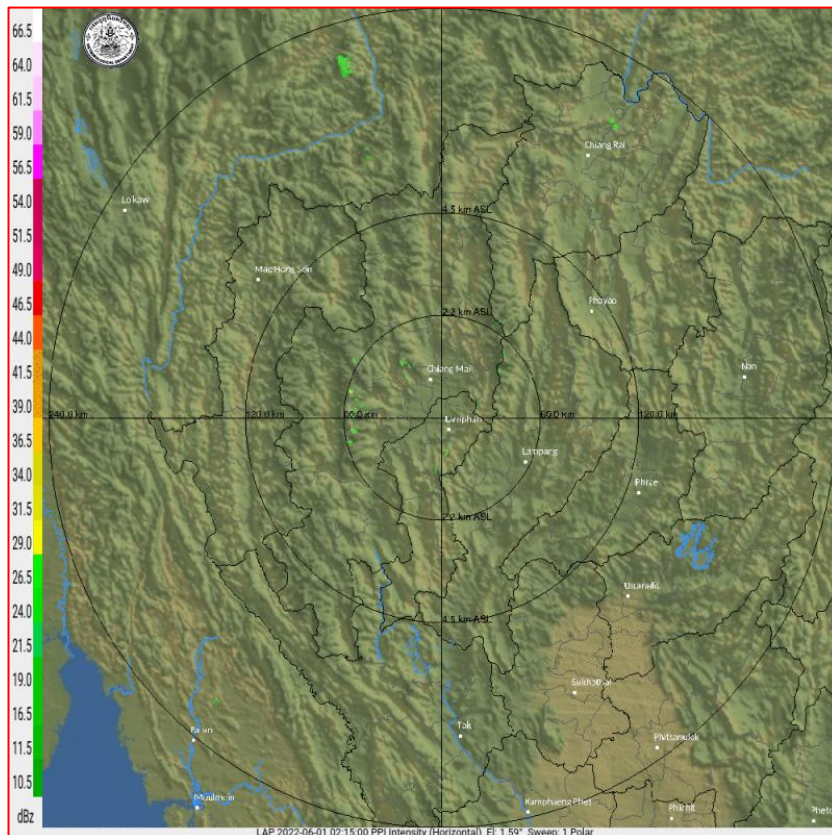 66.5
64.0
61.5
59.0
56.5
54.0
51.5
49.0
46.5
44.0
41.5
39.0
36.5
34.0
31.5
29.0
26.5
24.0
21.5
19.0
16.5
14.0
11.5
10.5
dBz
Chiang Rai
Lo kaw
4.5 km ASL
Mae Hong Son
Phayao
2.3 km ASL
Nan
Chiang Mai
240.0 km
120.0 km
60.0 km
120.0 km
Lamphun
Lampang
Phrae
2.2 km ASL
Uttaradit
4.5 km ASL
Sukhothai
Tak
Phitsanulok
Moulmein
Kamphaeng Phet
Phichit
LAP 2022-06-01 02:15:00 PPI Intensity (Horizontal), El: 1.59°, Sweep: 1 Polar